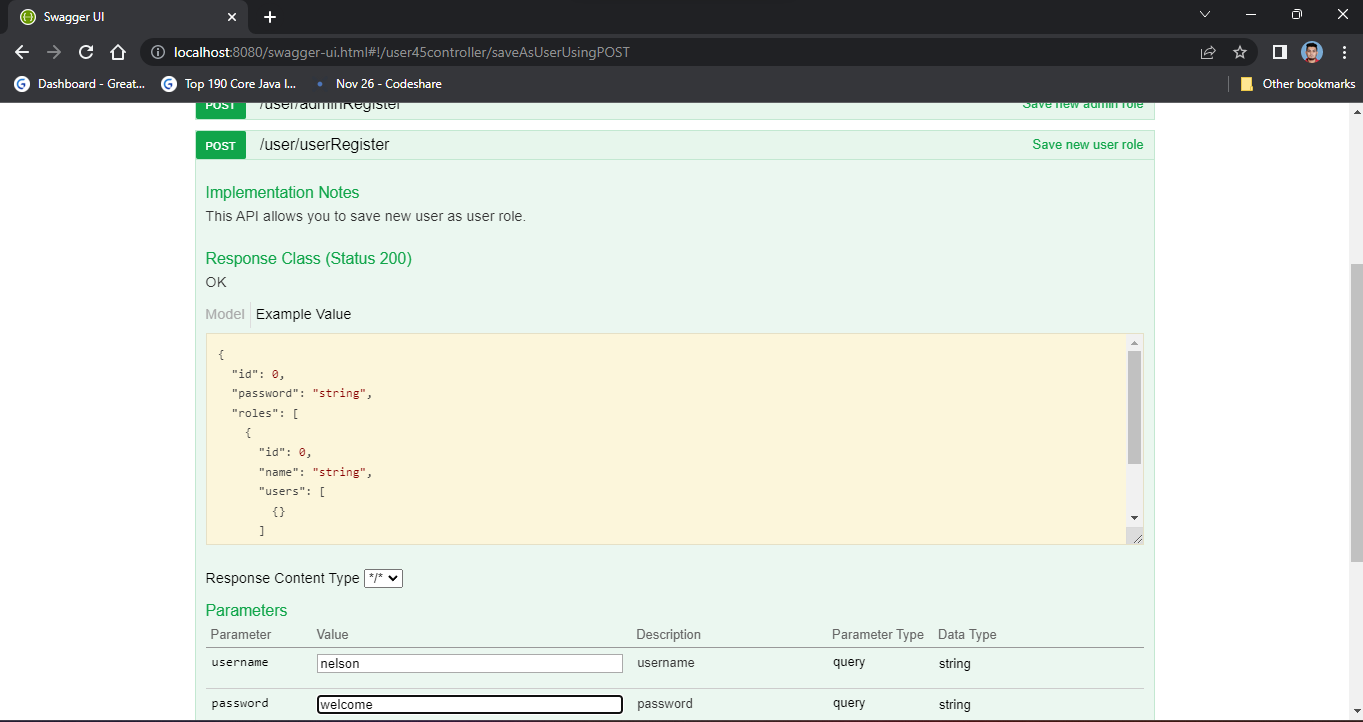 Swagger UI
localhost:8080/swagger-ui.html#!/user45controller/saveAsUserUsingPOST
Dashboard - Great... Top 190 Core Java I... Nov 26 - Codeshare Other bookmarks
POST /user/adminRegister Save new admin role
POST /user/userRegister Save new user role
Implementation Notes
This API allows you to save new user as user role.
Response Class (Status 200)
OK
Model Example Value
{
"id": 0,
"password": "string",
"roles": [
{
"id": 0,
"name": "string",
"users": [
{}
]
Response Content Type */*
Parameters
Parameter Value Description Parameter Type Data Type
username nelson username query string
password welcome password query string